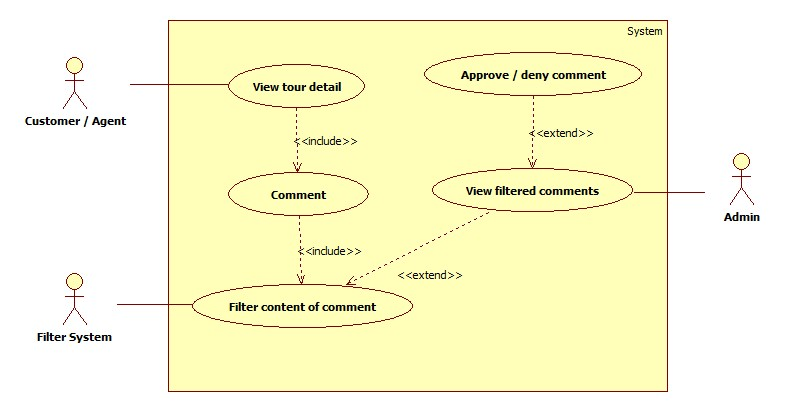 System
View tour detail
Approve / deny comment
Customer / Agent
<<include>>
<<extend>>
Comment
View filtered comments
Admin
<<include>>
<<extend>>
Filter content of comment
Filter System